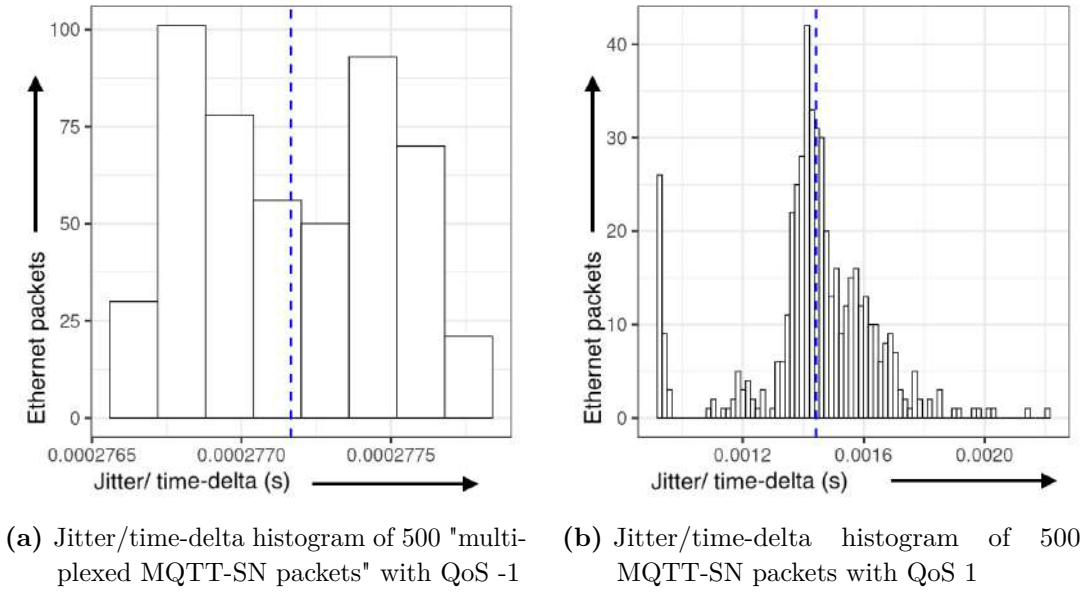 100
75
50
25
0
Ethernet packets
0.0002765
0.0002770
0.0002775
Jitter/ time-delta (s)
40
30
20
10
0
Ethernet packets
0.0012
0.0016
0.0020
Jitter/ time-delta (s)
(a) Jitter/time-delta histogram of 500 "multi-
plexed MQTT-SN packets" with QoS -1
(b) Jitter/time-delta histogram of 500
MQTT-SN packets with QoS 1